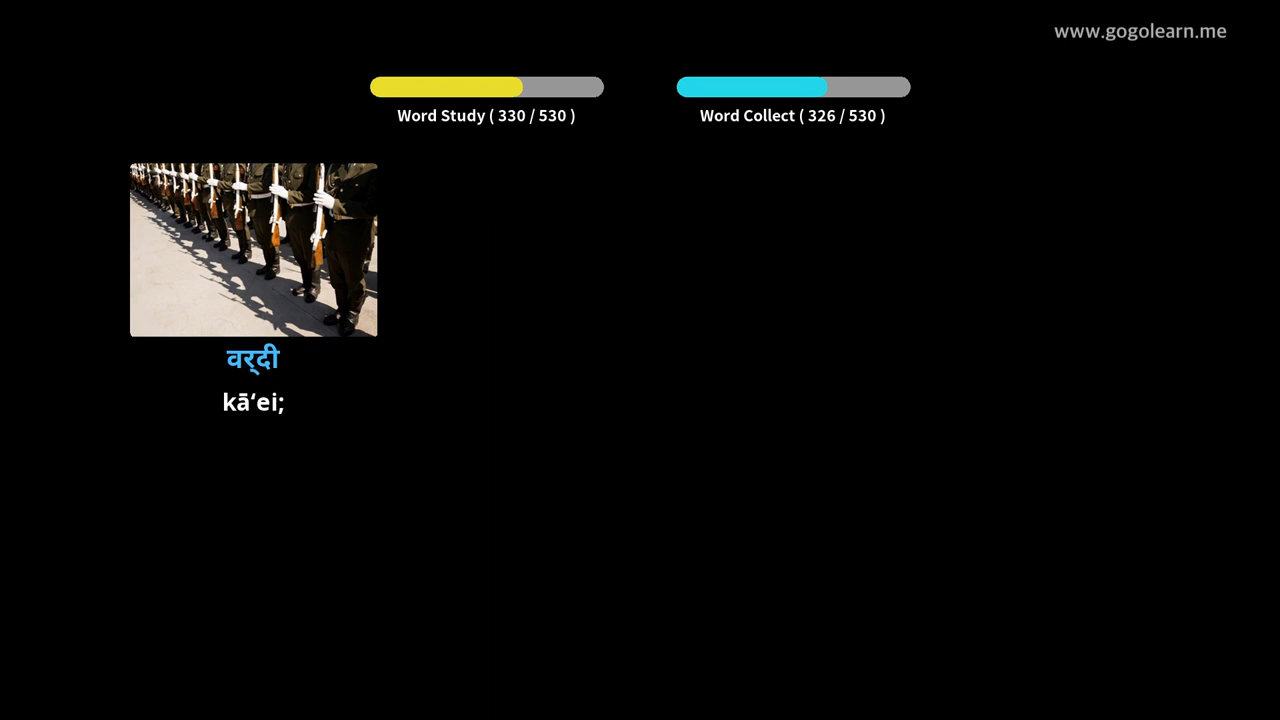 www.gogolearn.me
Word Study ( 330 / 530 )
Word Collect ( 326 / 530 )
वर्‌दी
kāʻei;